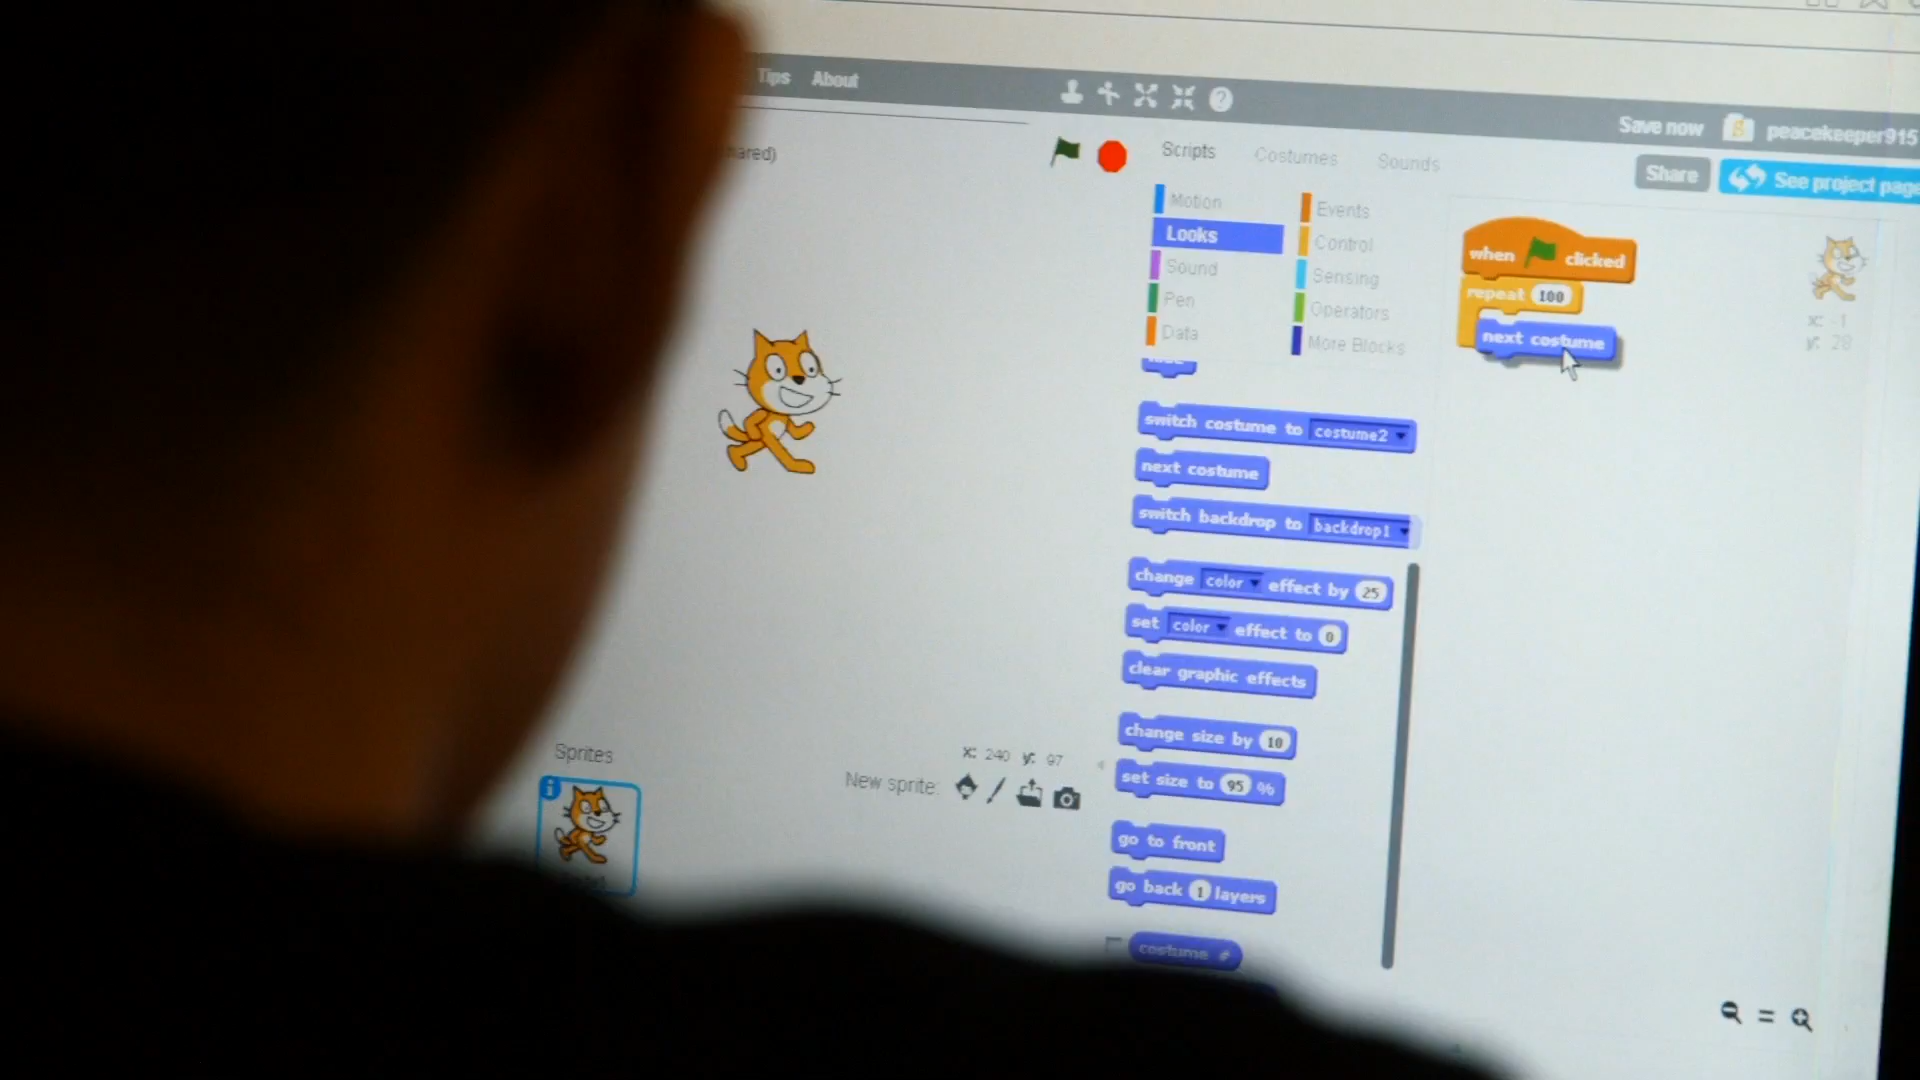 Tips About
Save now peacekeeper915
Scripts Costumes Sounds
Share See project page
Motion Events
Looks Control
Sound Sensing
Pen Operators
Data More Blocks
when clicked
repeat 100
next costume
x: -1
y: 28
switch costume to costume2
next costume
switch backdrop to backdrop1
change color effect by 25
set color effect to 0
clear graphic effects
change size by 10
set size to 95 %
go to front
go back 1 layers
costume #
x: 240 y: 97
Sprites
New sprite: